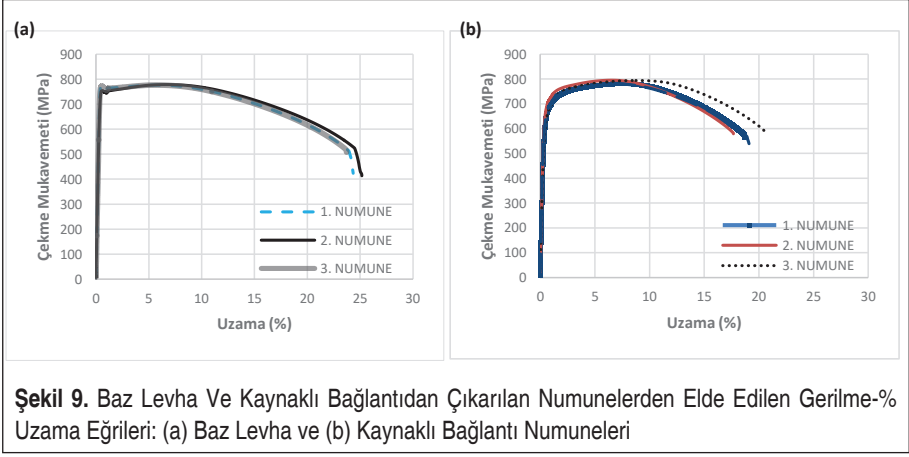 (a)
900
800
700
600
500
400
300
200
100
0
0 5 10 15 20 25 30
Çekme Mukavemeti (MPa)
Uzama (%)
1. NUMUNE
2. NUMUNE
3. NUMUNE
(b)
900
800
700
600
500
400
300
200
100
0
0 5 10 15 20 25 30
Çekme Mukavemeti (MPa)
Uzama (%)
1. NUMUNE
2. NUMUNE
3. NUMUNE
Şekil 9. Baz Levha Ve Kaynaklı Bağlantıdan Çıkarılan Numunelerden Elde Edilen Gerilme-%
Uzama Eğrileri: (a) Baz Levha ve (b) Kaynaklı Bağlantı Numuneleri